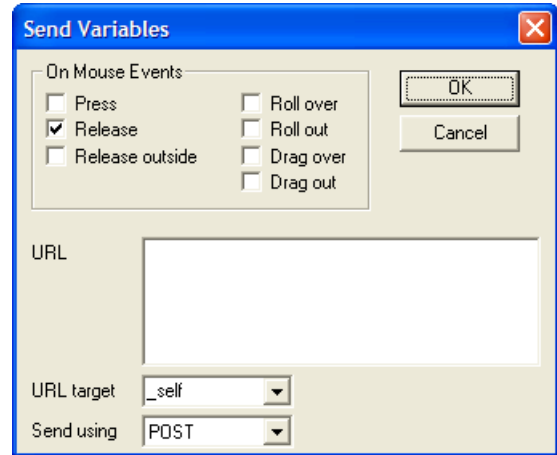 Send Variables
On Mouse Events
Press
Release
Release outside
Roll over
Roll out
Drag over
Drag out
OK
Cancel
URL
URL target
_self
Send using
POST